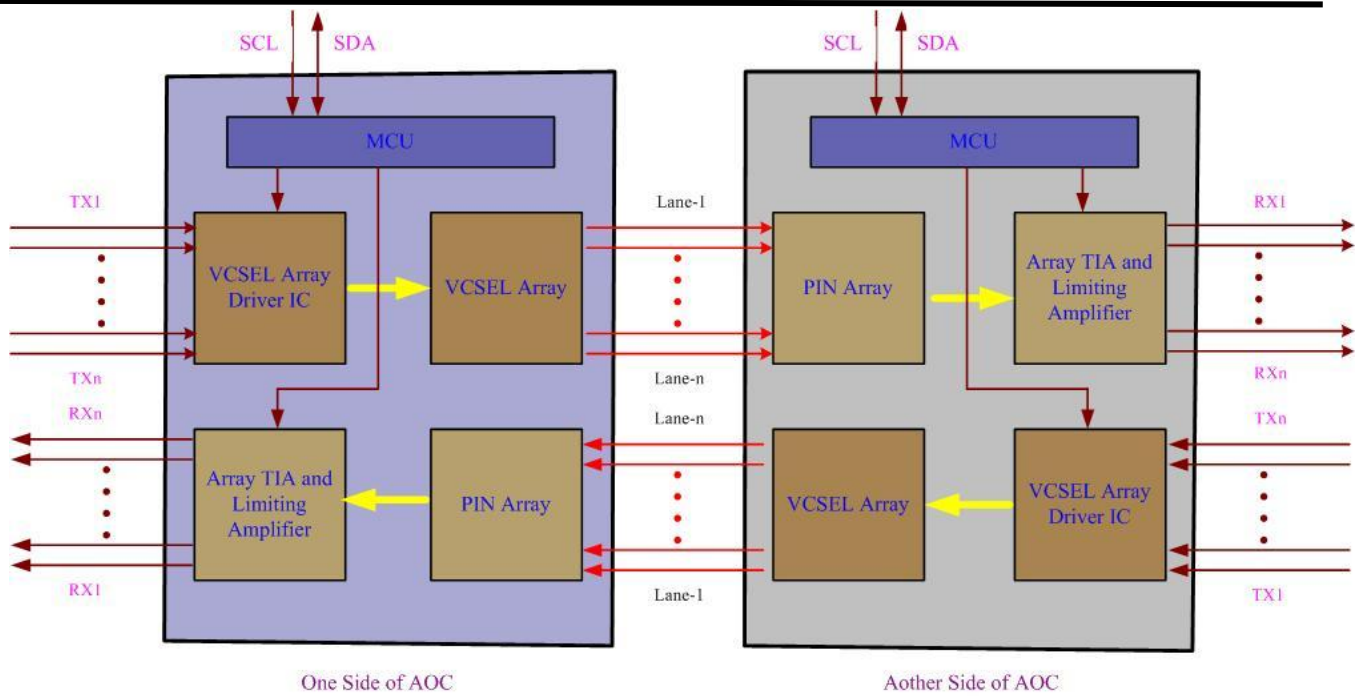 SCL
SDA
SCL
SDA
MCU
MCU
TX1
Lane-1
RX1
VCSEL Array
Driver IC
VCSEL Array
PIN Array
Array TIA and
Limiting
Amplifier
TXn
Lane-n
RXn
RXn
Lane-n
TXn
Array TIA and
Limiting
Amplifier
PIN Array
VCSEL Array
VCSEL Array
Driver IC
RX1
Lane-1
TX1
One Side of AOC
Aother Side of AOC